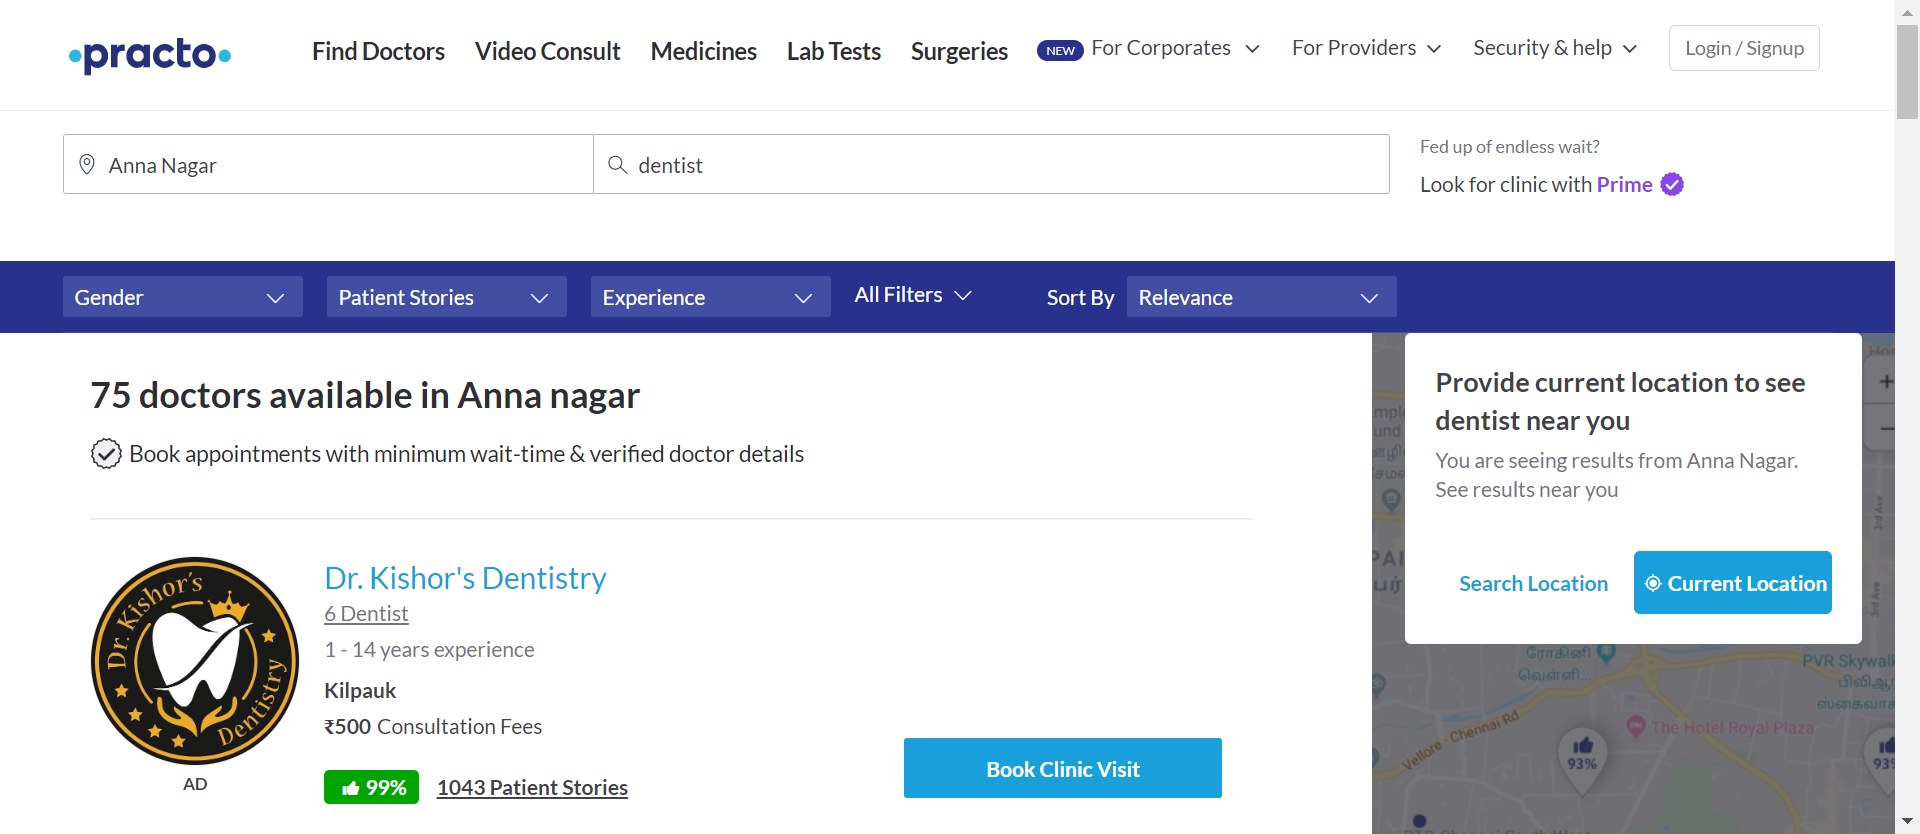 practo
Find Doctors
Video Consult
Medicines
Lab Tests
Surgeries
NEW
For Corporates
For Providers
Security & help
Login / Signup
Anna Nagar
dentist
Fed up of endless wait?
Look for clinic with Prime
Gender
Patient Stories
Experience
All Filters
Sort By
Relevance
75 doctors available in Anna nagar
Book appointments with minimum wait-time & verified doctor details
Dr. Kishor's Dentistry
AD
Dr. Kishor's Dentistry
6 Dentist
1 - 14 years experience
Kilpauk
₹500 Consultation Fees
99%
1043 Patient Stories
Book Clinic Visit
Provide current location to see
dentist near you
You are seeing results from Anna Nagar.
See results near you
Search Location
Current Location
3rd Ave
3rd Ave
ரோகினி
வெள்ளி...
PVR Skywalk
The Hotel Royal Plaza
Vellore - Chennai Rd
93%